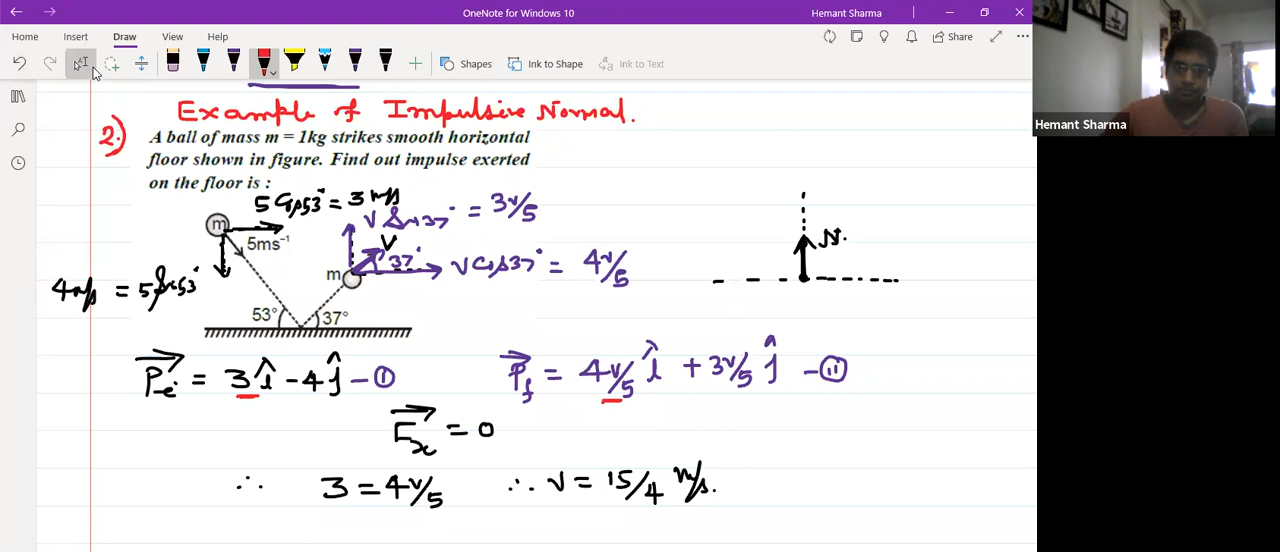 OneNote for Windows 10
Hemant Sharma
Home Insert Draw View Help
Share
Shapes Ink to Shape Ink to Text
Hemant Sharma
Example of Impulsive Normal.
2.)
A ball of mass m = 1kg strikes smooth horizontal
floor shown in figure. Find out impulse exerted
on the floor is :
5 Cos53° = 3 m/s
V Sin37° = 3v/5
m
5ms⁻¹
V
37°
m
V Cos37° = 4v/5
4m/s = 5 Sin53°
53° 37°
N.
P⃗i = 3î - 4ĵ - ①
P⃗f = 4v/5 î + 3v/5 ĵ - ⑪
F⃗x = 0
∴ 3 = 4v/5 ∴ v = 15/4 m/s.